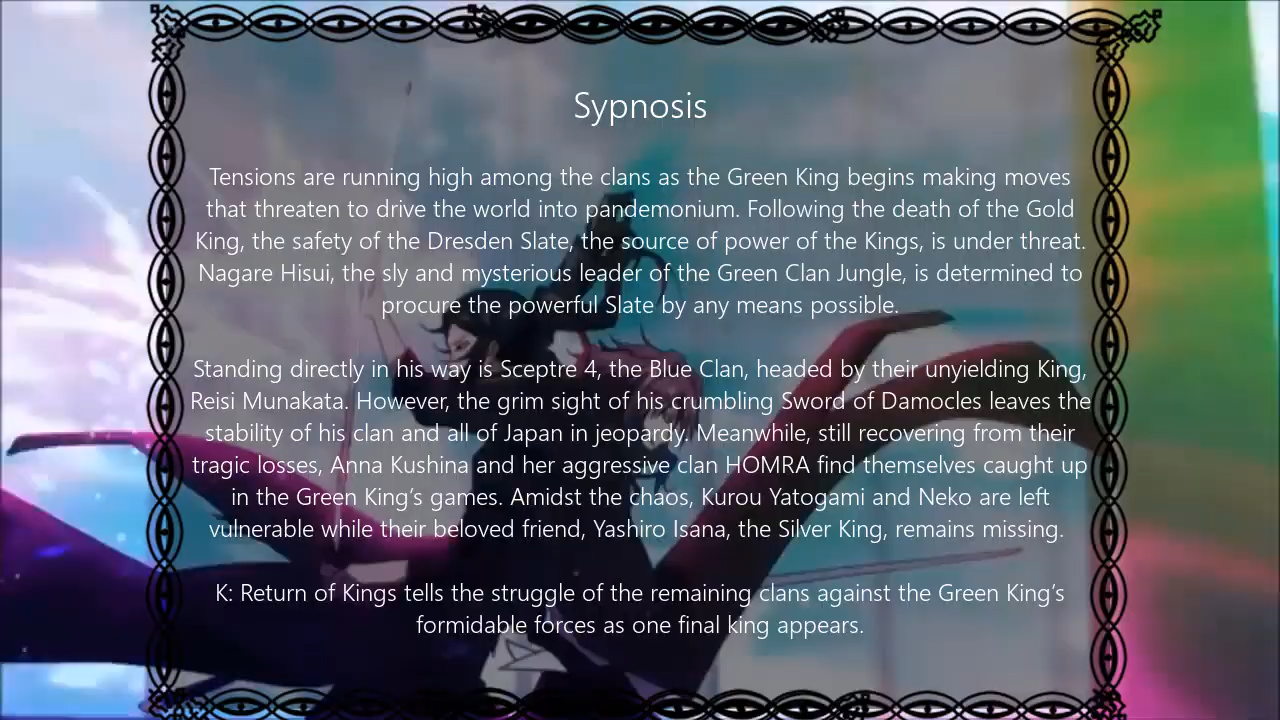 Sypnosis
Tensions are running high among the clans as the Green King begins making moves
that threaten to drive the world into pandemonium. Following the death of the Gold
King, the safety of the Dresden Slate, the source of power of the Kings, is under threat.
Nagare Hisui, the sly and mysterious leader of the Green Clan Jungle, is determined to
procure the powerful Slate by any means possible.
Standing directly in his way is Sceptre 4, the Blue Clan, headed by their unyielding King,
Reisi Munakata. However, the grim sight of his crumbling Sword of Damocles leaves the
stability of his clan and all of Japan in jeopardy. Meanwhile, still recovering from their
tragic losses, Anna Kushina and her aggressive clan HOMRA find themselves caught up
in the Green King’s games. Amidst the chaos, Kurou Yatogami and Neko are left
vulnerable while their beloved friend, Yashiro Isana, the Silver King, remains missing.
K: Return of Kings tells the struggle of the remaining clans against the Green King’s
formidable forces as one final king appears.